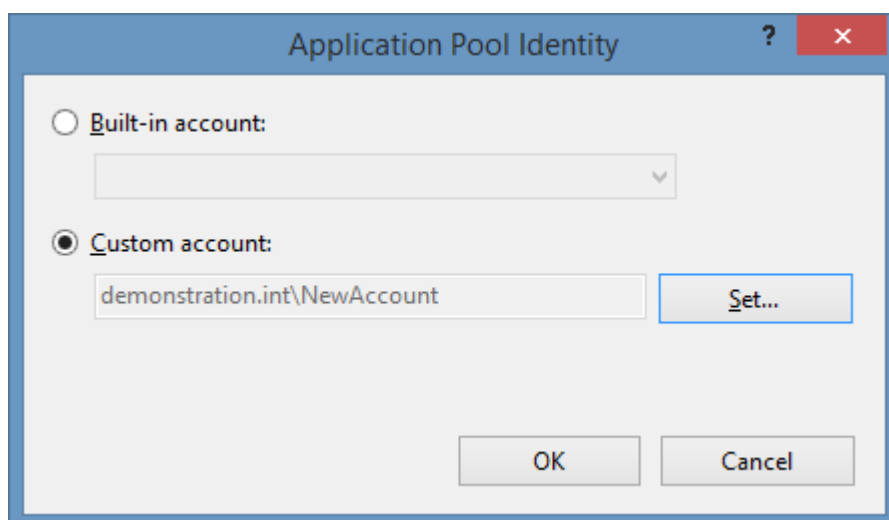 Application Pool Identity
?
Built-in account:
Custom account:
demonstration.int\NewAccount
Set...
OK
Cancel